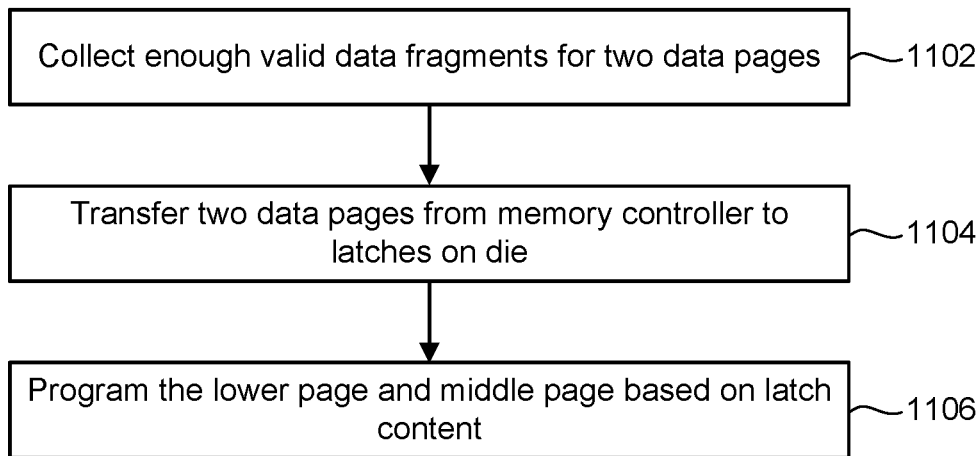 Collect enough valid data fragments for two data pages
1102
Transfer two data pages from memory controller to
latches on die
1104
Program the lower page and middle page based on latch
content
1106